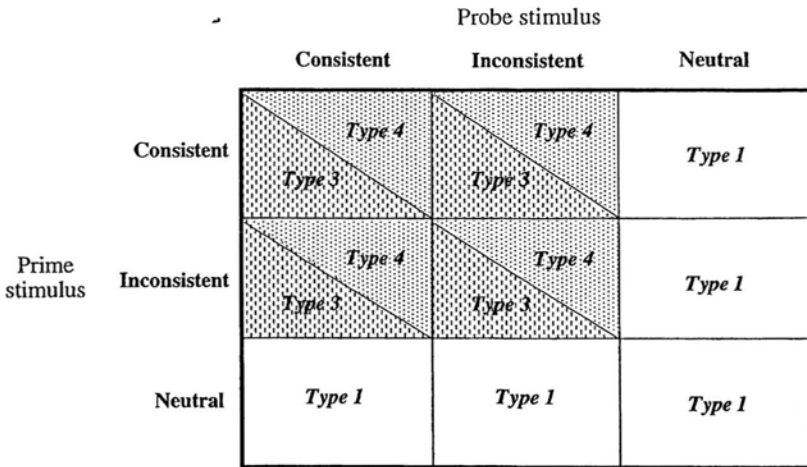 Probe stimulus
Consistent Inconsistent Neutral
Consistent Type 4 Type 3 Type 4 Type 3 Type 1
Prime stimulus Inconsistent Type 4 Type 3 Type 4 Type 3 Type 1
Neutral Type 1 Type 1 Type 1